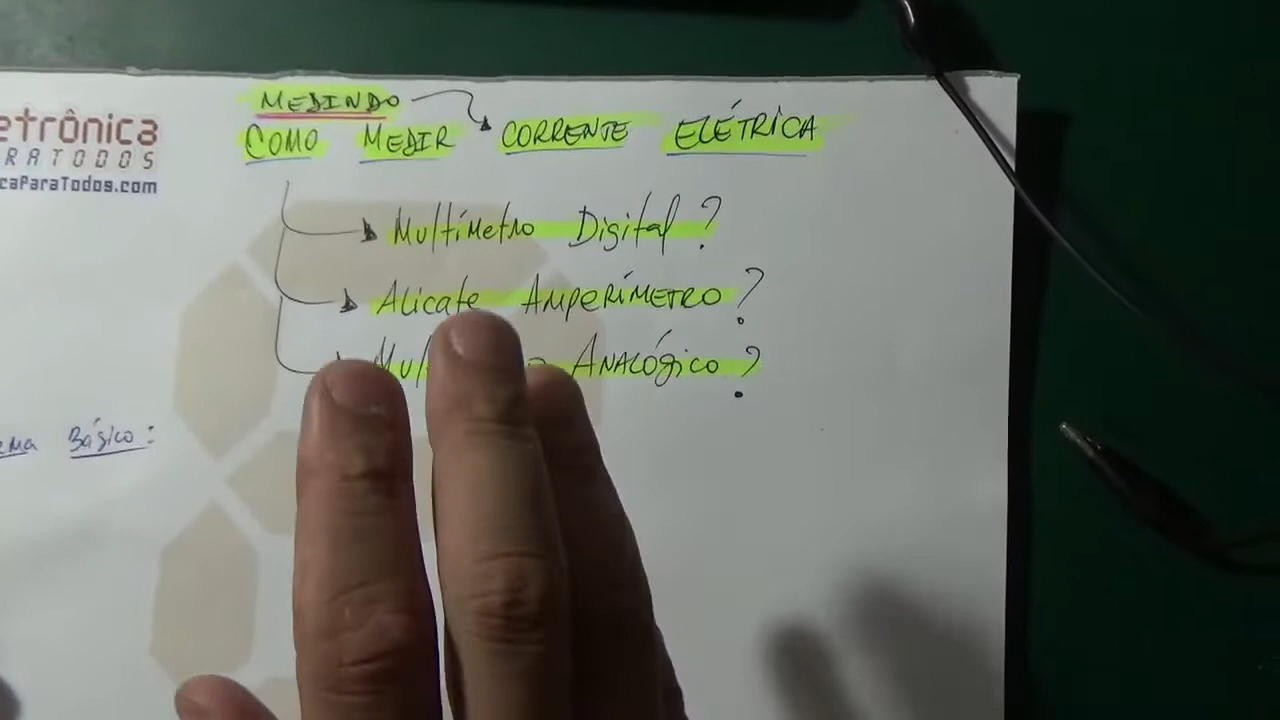 etrônica
RATODOS
caParaTodos.com
MEDINDO
COMO MEDIR CORRENTE ELÉTRICA
Multímetro Digital ?
Alicate AMPERÍMETRO ?
ANALÓGICO ?
Básico: